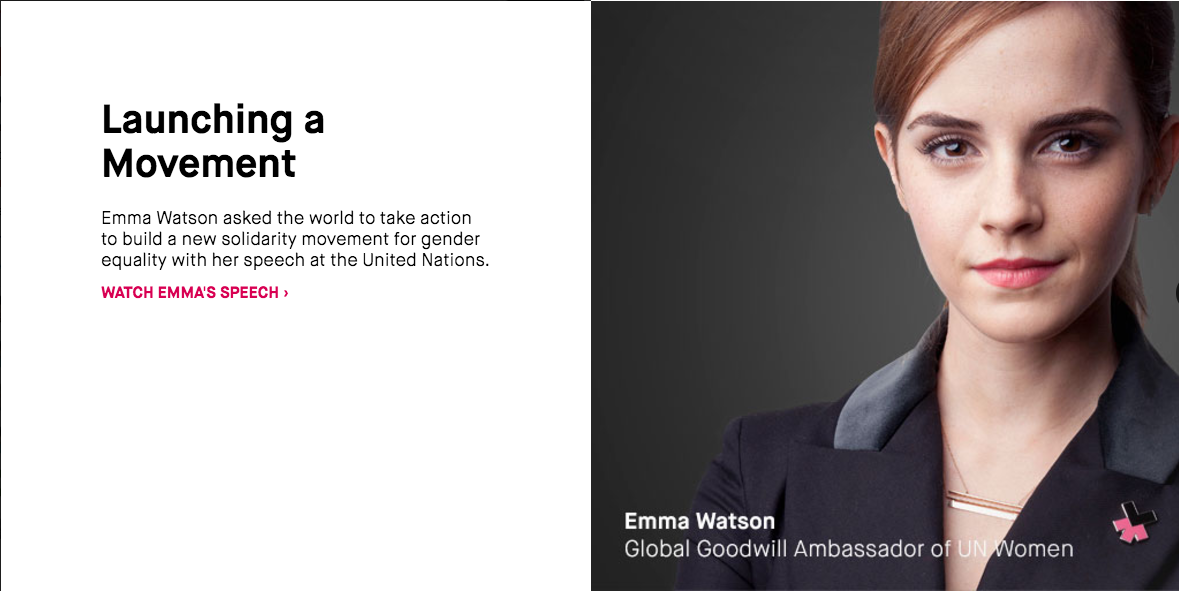 Launching a
Movement
Emma Watson asked the world to take action
to build a new solidarity movement for gender
equality with her speech at the United Nations.
WATCH EMMA'S SPEECH ›
Emma Watson
Global Goodwill Ambassador of UN Women